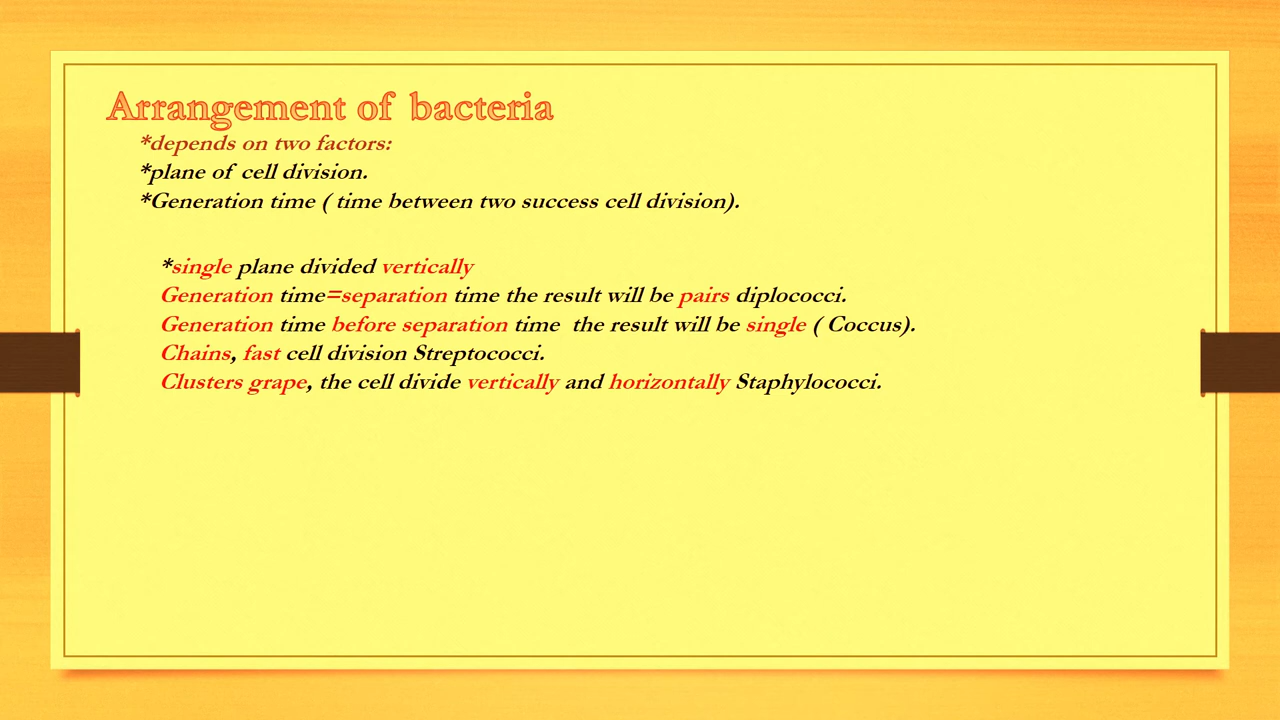 Arrangement of bacteria
*depends on two factors:
*plane of cell division.
*Generation time ( time between two success cell division).
*single plane divided vertically
Generation time=separation time the result will be pairs diplococci.
Generation time before separation time the result will be single ( Coccus).
Chains, fast cell division Streptococci.
Clusters grape, the cell divide vertically and horizontally Staphylococci.